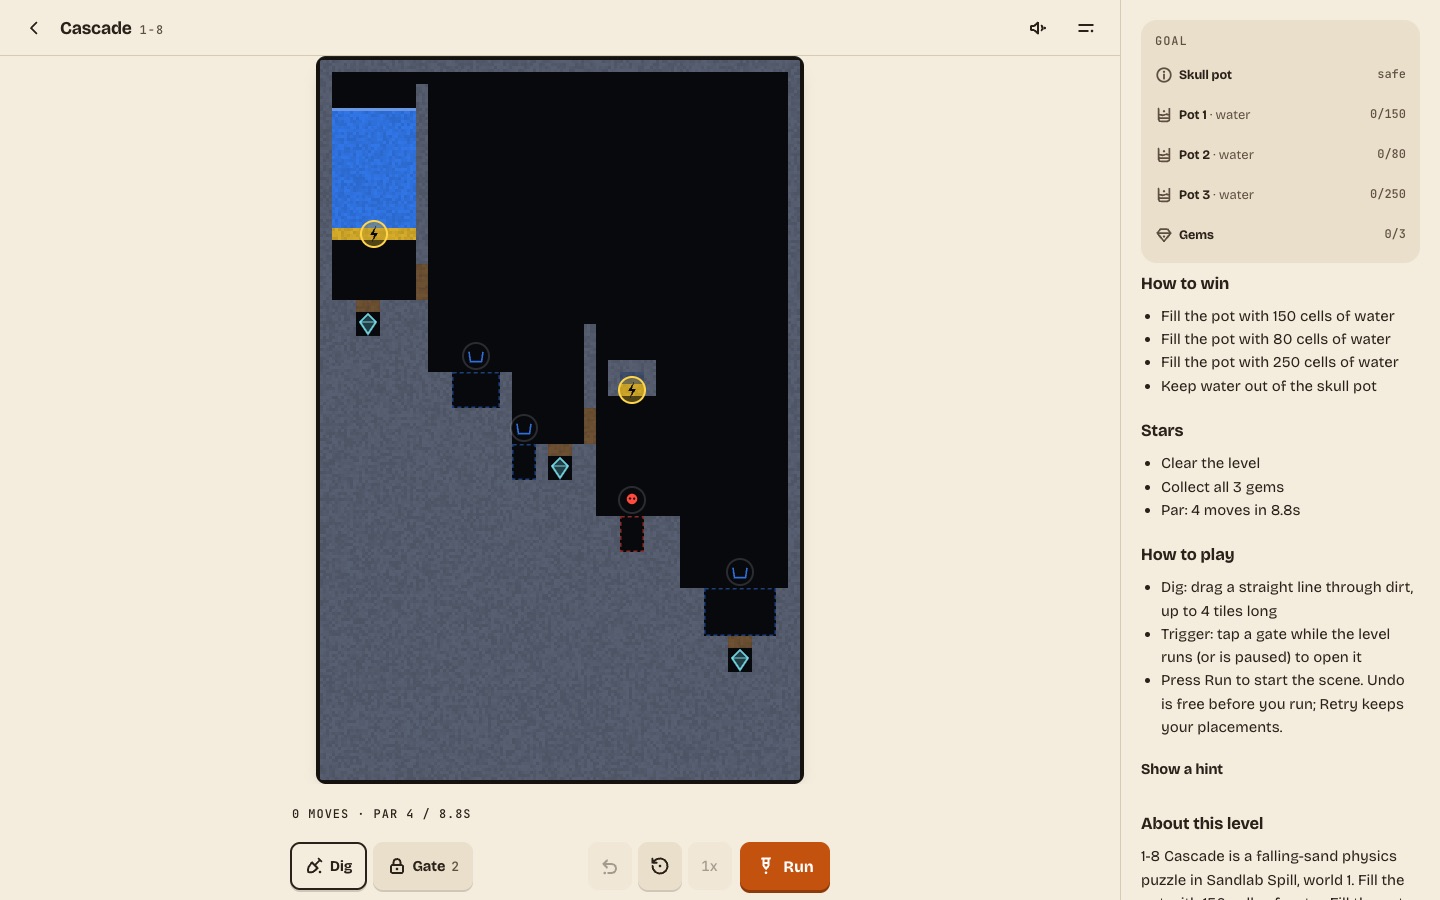 Cascade 1-8
0 MOVES · PAR 4 / 8.8S
Dig
Gate 2
1x
Run
GOAL
Skull pot safe
Pot 1 · water 0/150
Pot 2 · water 0/80
Pot 3 · water 0/250
Gems 0/3
How to win
Fill the pot with 150 cells of water
Fill the pot with 80 cells of water
Fill the pot with 250 cells of water
Keep water out of the skull pot
Stars
Clear the level
Collect all 3 gems
Par: 4 moves in 8.8s
How to play
Dig: drag a straight line through dirt,
up to 4 tiles long
Trigger: tap a gate while the level
runs (or is paused) to open it
Press Run to start the scene. Undo
is free before you run; Retry keeps
your placements.
Show a hint
About this level
1-8 Cascade is a falling-sand physics
puzzle in Sandlab Spill, world 1. Fill the